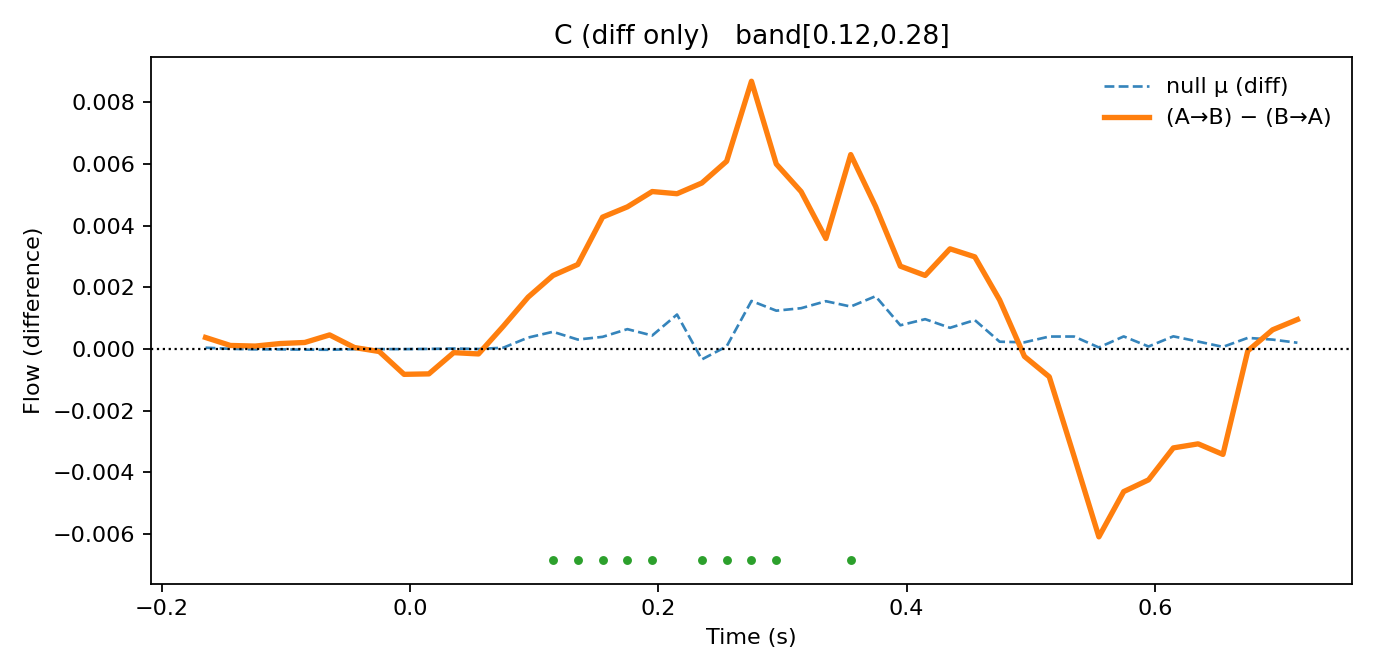 C (diff only)   band[0.12,0.28]
null μ (diff)
(A→B) − (B→A)
Flow (difference)
0.008
0.006
0.004
0.002
0.000
−0.002
−0.004
−0.006
−0.2
0.0
0.2
0.4
0.6
Time (s)